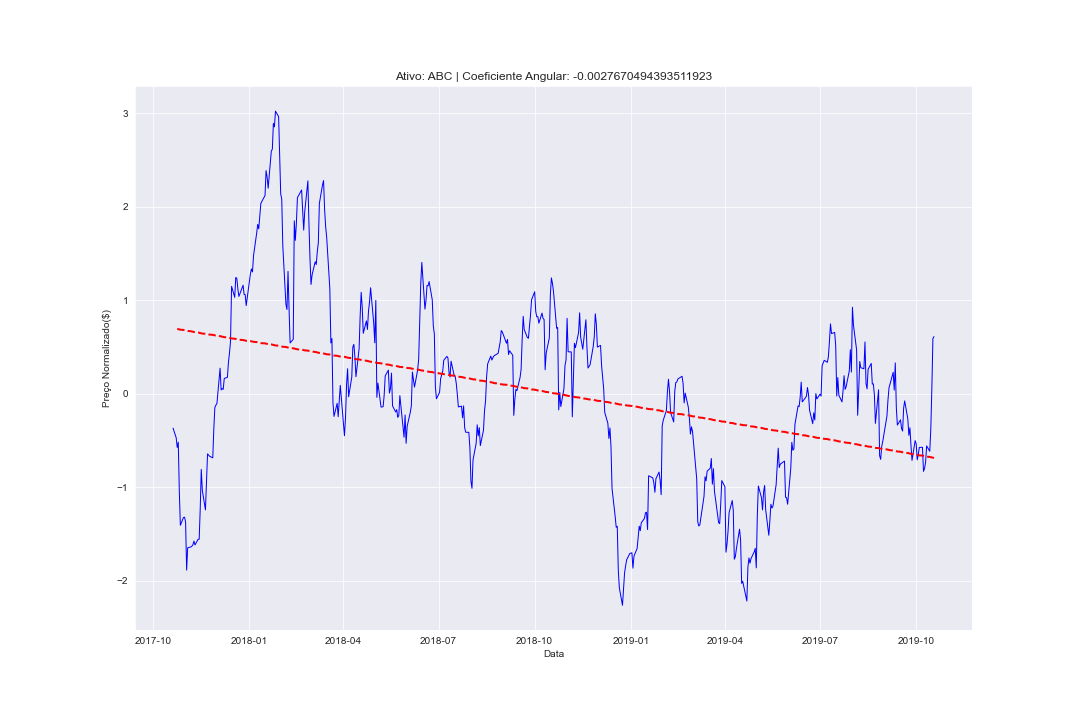 Ativo: ABC | Coeficiente Angular: -0.0027670494393511923
Preço Normalizado($)
3
2
1
0
−1
−2
2017-10 2018-01 2018-04 2018-07 2018-10 2019-01 2019-04 2019-07 2019-10
Data